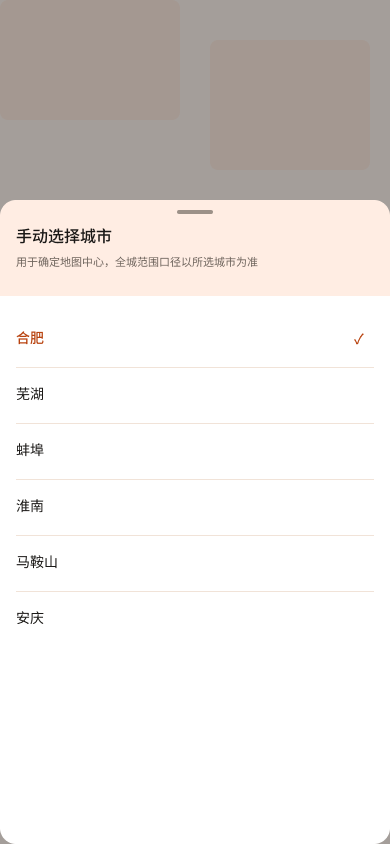 手动选择城市
用于确定地图中心，全城范围口径以所选城市为准
合肥 ✓
芜湖
蚌埠
淮南
马鞍山
安庆